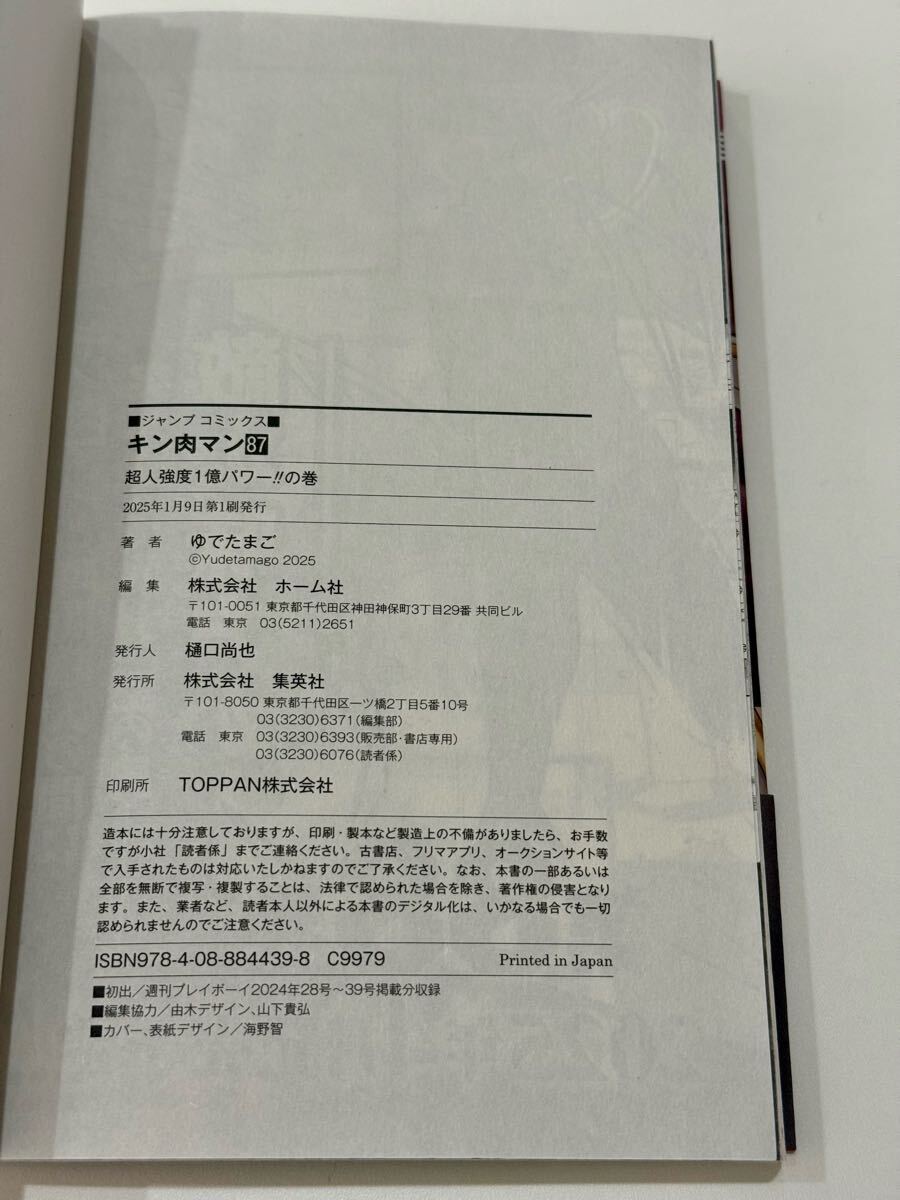 ■ジャンプ コミックス■
キン肉マン87
超人強度1億パワー!!の巻
2025年1月9日第1刷発行
著 者 ゆでたまご
©Yudetamago 2025
編 集 株式会社 ホーム社
〒101-0051 東京都千代田区神田神保町3丁目29番 共同ビル
電話 東京 03(5211)2651
発行人 樋口尚也
発行所 株式会社 集英社
〒101-8050 東京都千代田区一ツ橋2丁目5番10号
03(3230)6371(編集部)
電話 東京 03(3230)6393(販売部・書店専用)
03(3230)6076(読者係)
印刷所 TOPPAN株式会社
造本には十分注意しておりますが、印刷・製本など製造上の不備がありましたら、お手数
ですが小社「読者係」までご連絡ください。古書店、フリマアプリ、オークションサイト等
で入手されたものは対応いたしかねますのでご了承ください。なお、本書の一部あるいは
全部を無断で複写・複製することは、法律で認められた場合を除き、著作権の侵害となり
ます。また、業者など、読者本人以外による本書のデジタル化は、いかなる場合でも一切
認められませんのでご注意ください。
ISBN978-4-08-884439-8 C9979 Printed in Japan
■初出/週刊プレイボーイ2024年28号〜39号掲載分収録
■編集協力/由木デザイン、山下貴弘
■カバー、表紙デザイン/海野智